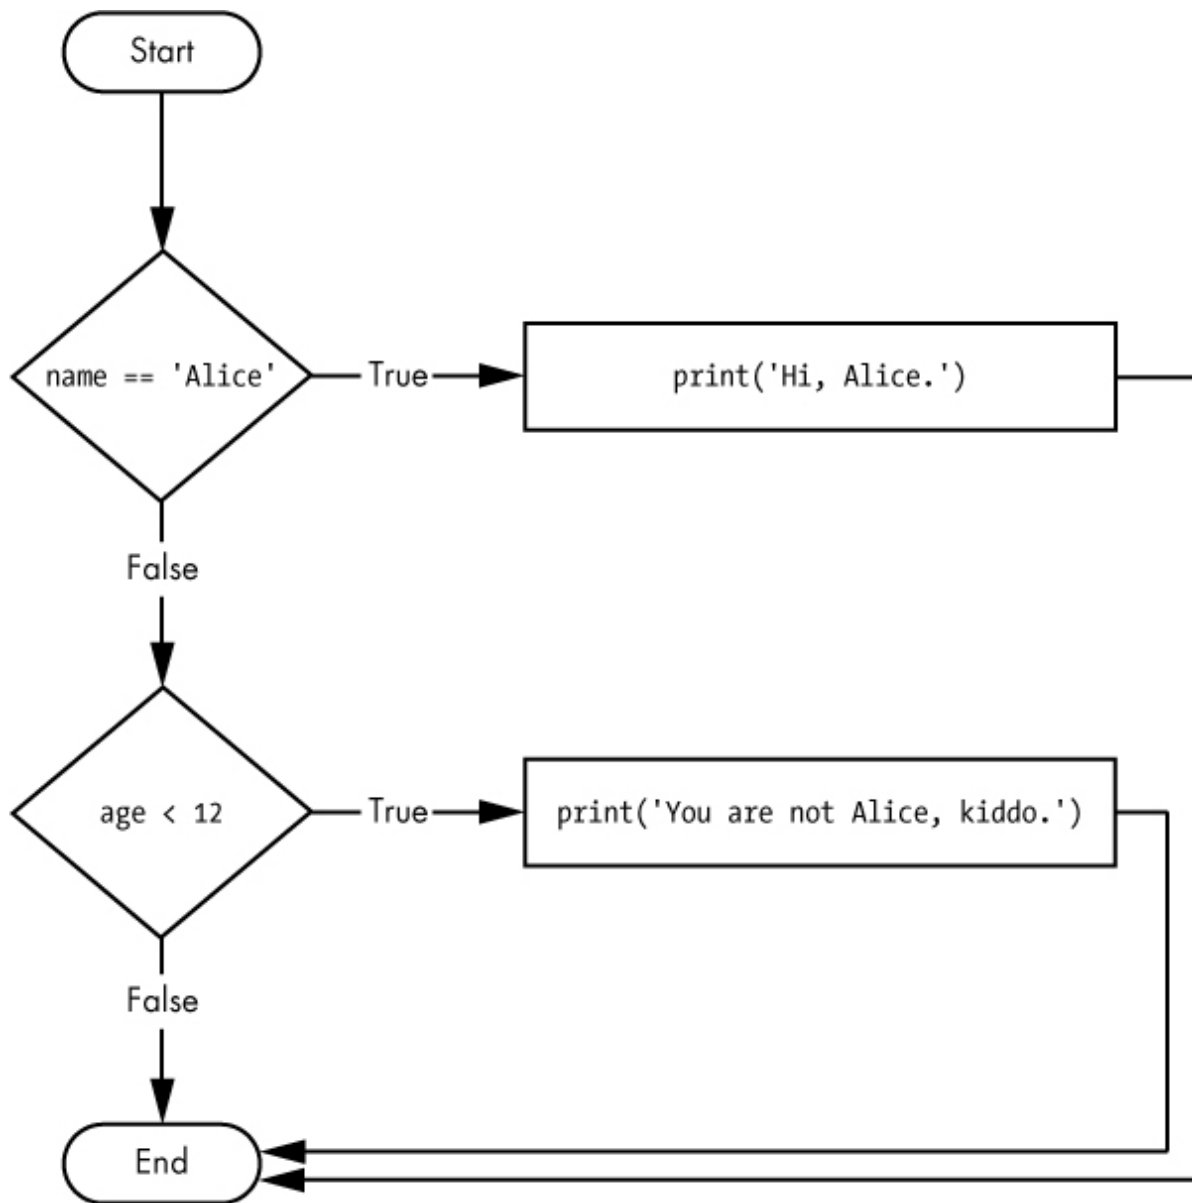 Start
name == 'Alice'
True
print('Hi, Alice.')
False
age < 12
True
print('You are not Alice, kiddo.')
False
End